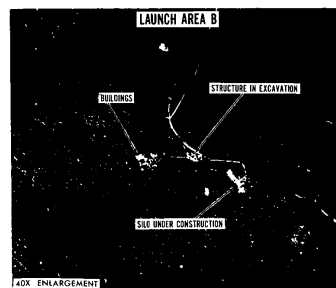 LAUNCH AREA B
STRUCTURE IN EXCAVATION
BUILDINGS
SILO UNDER CONSTRUCTION
40X ENLARGEMENT